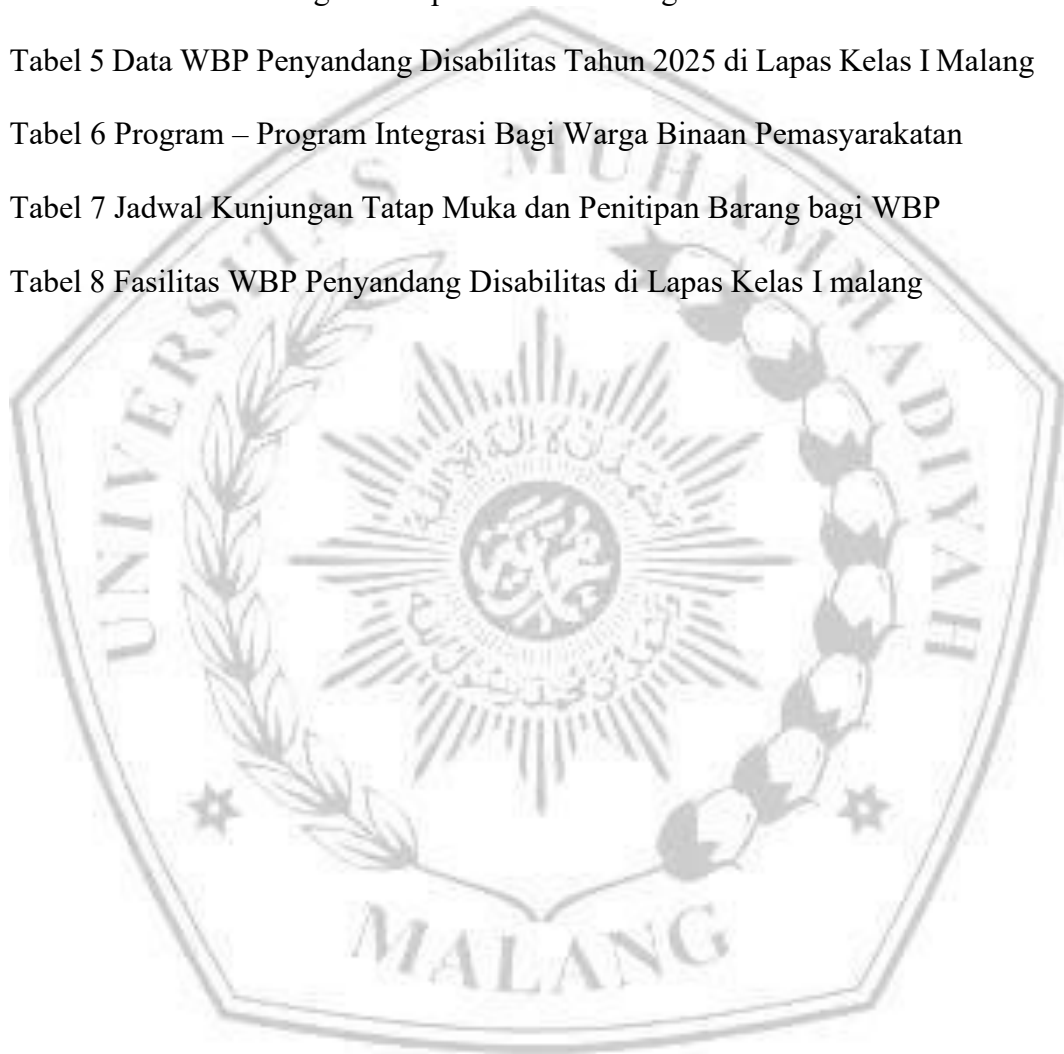 Tabel 5 Data WBP Penyandang Disabilitas Tahun 2025 di Lapas Kelas I Malang
Tabel 6 Program – Program Integrasi Bagi Warga Binaan Pemasyarakatan
Tabel 7 Jadwal Kunjungan Tatap Muka dan Penitipan Barang bagi WBP
Tabel 8 Fasilitas WBP Penyandang Disabilitas di Lapas Kelas I malang
UNIVERSITAS MUHAMMADIYAH
MALANG